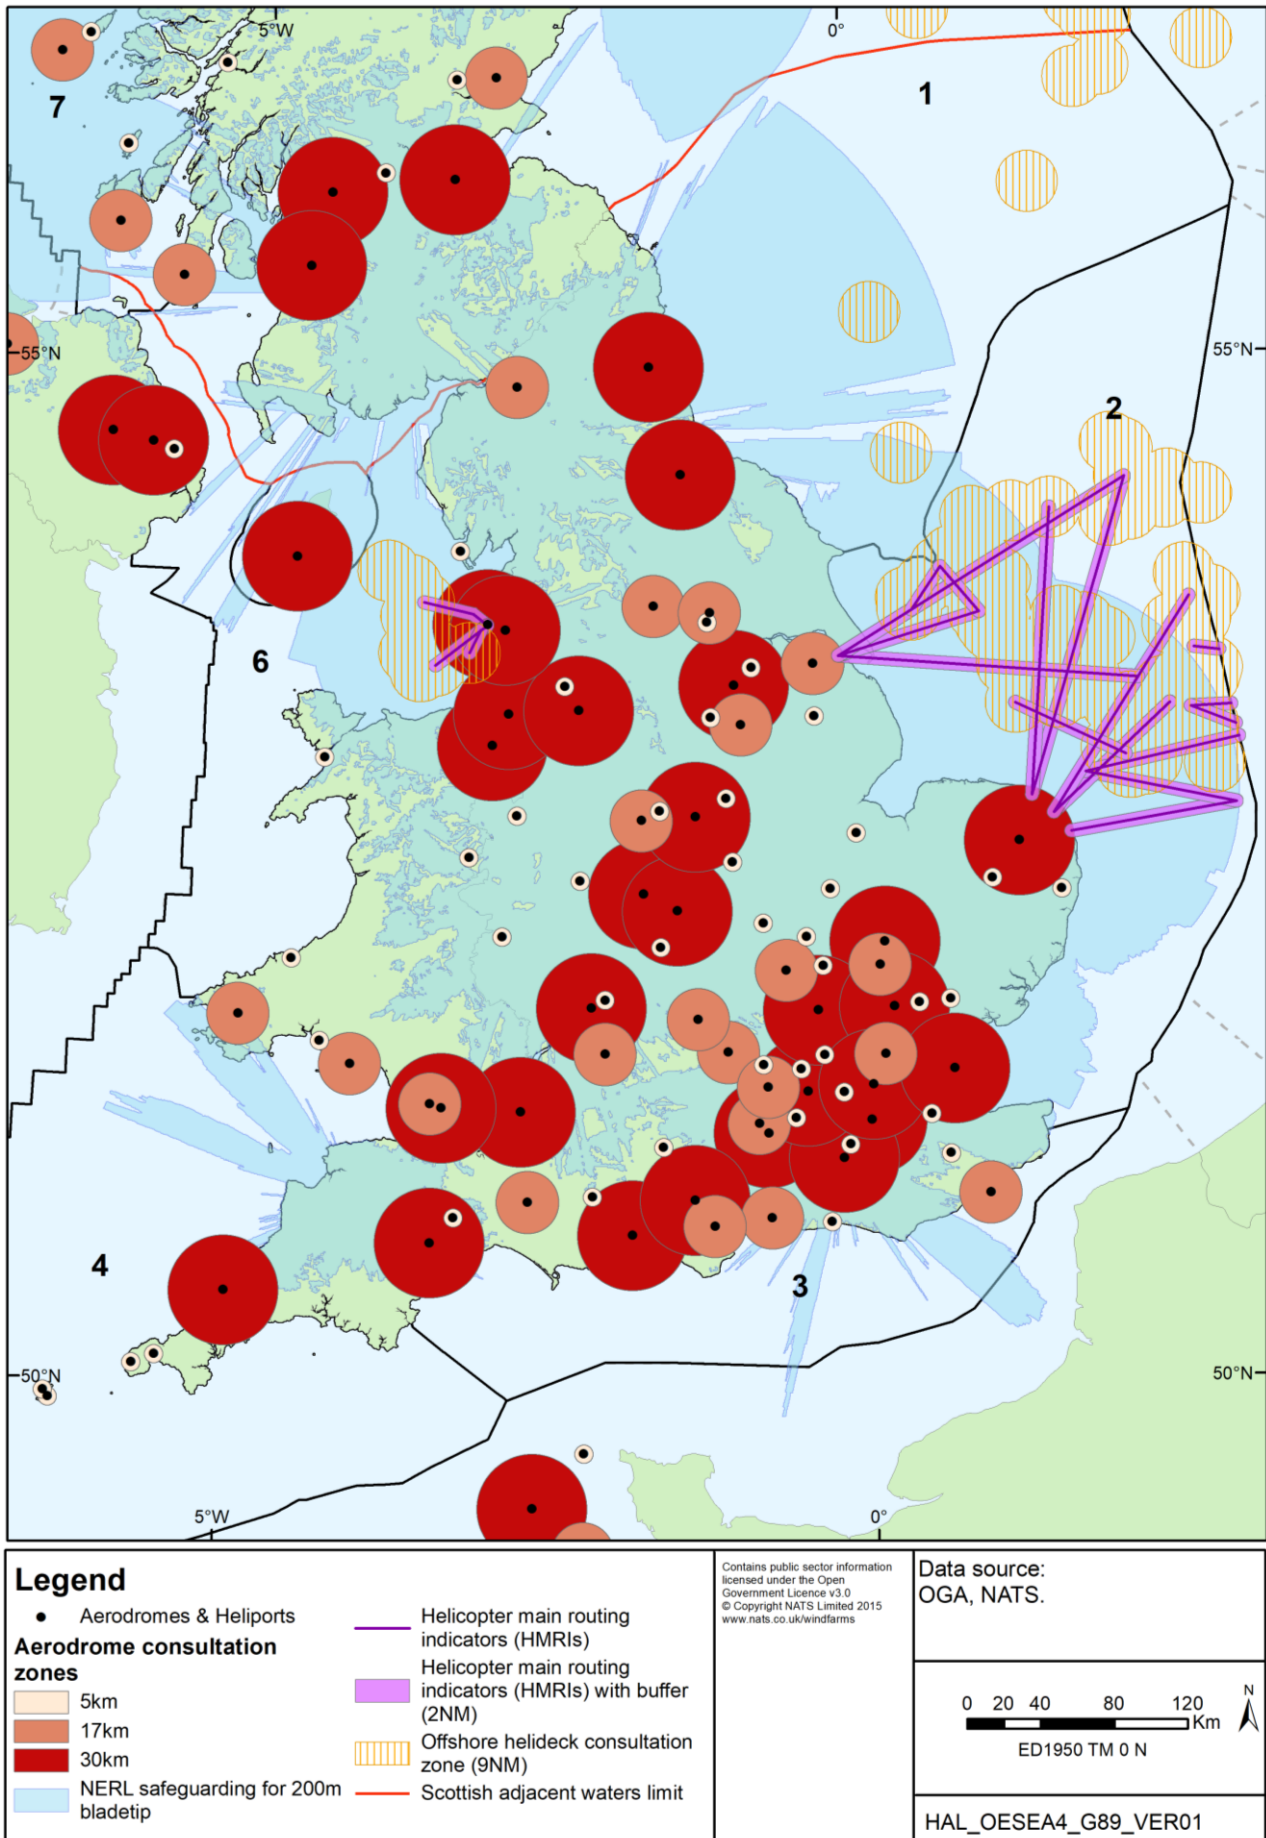 5°W
0°
7
1
55°N
55°N
2
6
4
3
50°N
50°N
5°W
0°
Legend
Aerodromes & Heliports
Aerodrome consultation
zones
5km
17km
30km
NERL safeguarding for 200m
bladetip
Helicopter main routing
indicators (HMRIs)
Helicopter main routing
indicators (HMRIs) with buffer
(2NM)
Offshore helideck consultation
zone (9NM)
Scottish adjacent waters limit
Contains public sector information
licensed under the Open
Government Licence v3.0
© Copyright NATS Limited 2015
www.nats.co.uk/windfarms
Data source:
OGA, NATS.
0 20 40 80 120
Km
N
ED1950 TM 0 N
HAL_OESEA4_G89_VER01